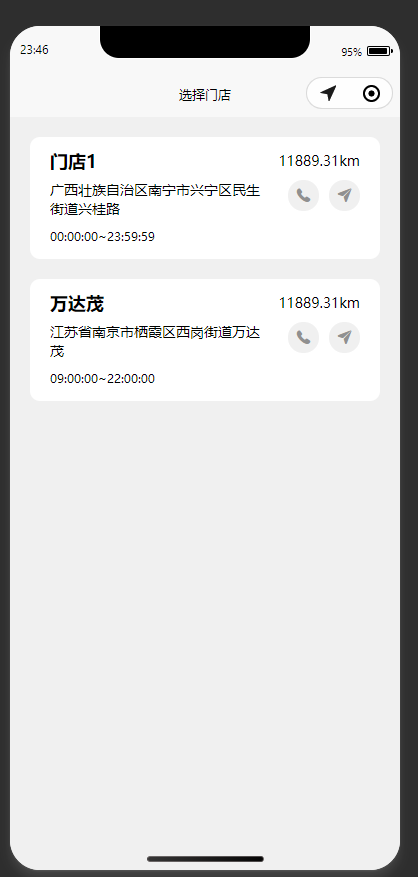 23:46
95%
选择门店
门店1
11889.31km
广西壮族自治区南宁市兴宁区民生
街道兴桂路
00:00:00~23:59:59
万达茂
11889.31km
江苏省南京市栖霞区西岗街道万达
茂
09:00:00~22:00:00